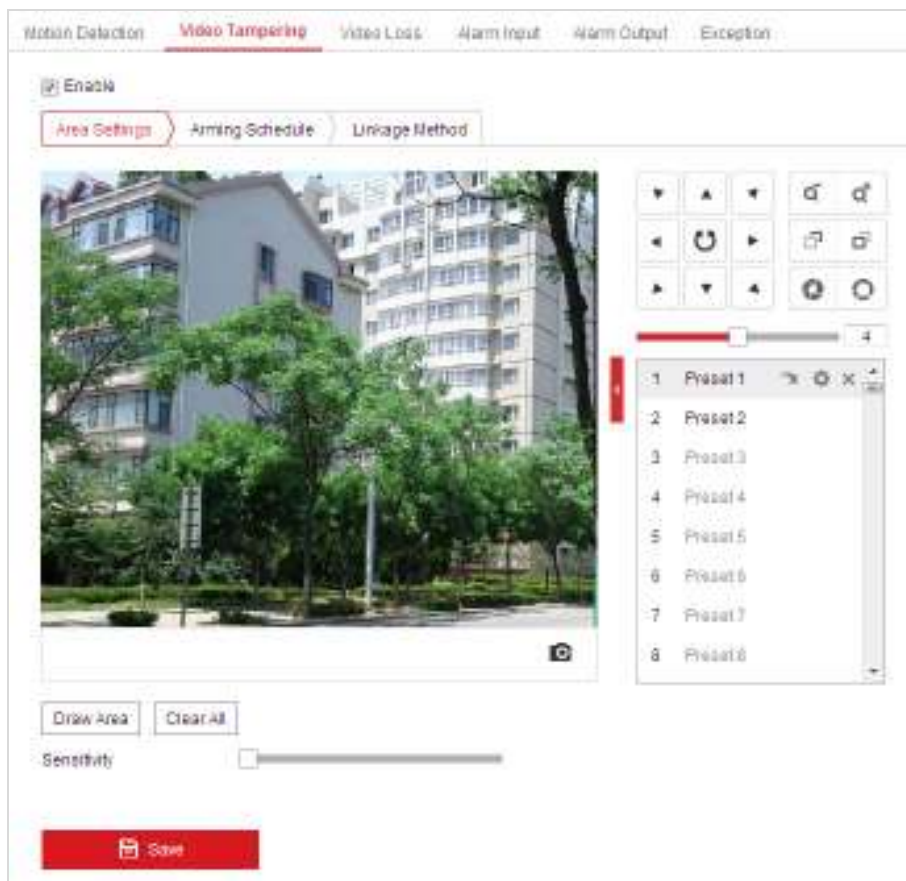 Motion Detection Video Tampering Video Loss Alarm Input Alarm Output Exception
Enable
Area Settings Arming Schedule Linkage Method
4
1 Preset 1
2 Preset 2
3 Preset 3
4 Preset 4
5 Preset 5
6 Preset 6
7 Preset 7
8 Preset 8
Draw Area Clear All
Sensitivity
Save